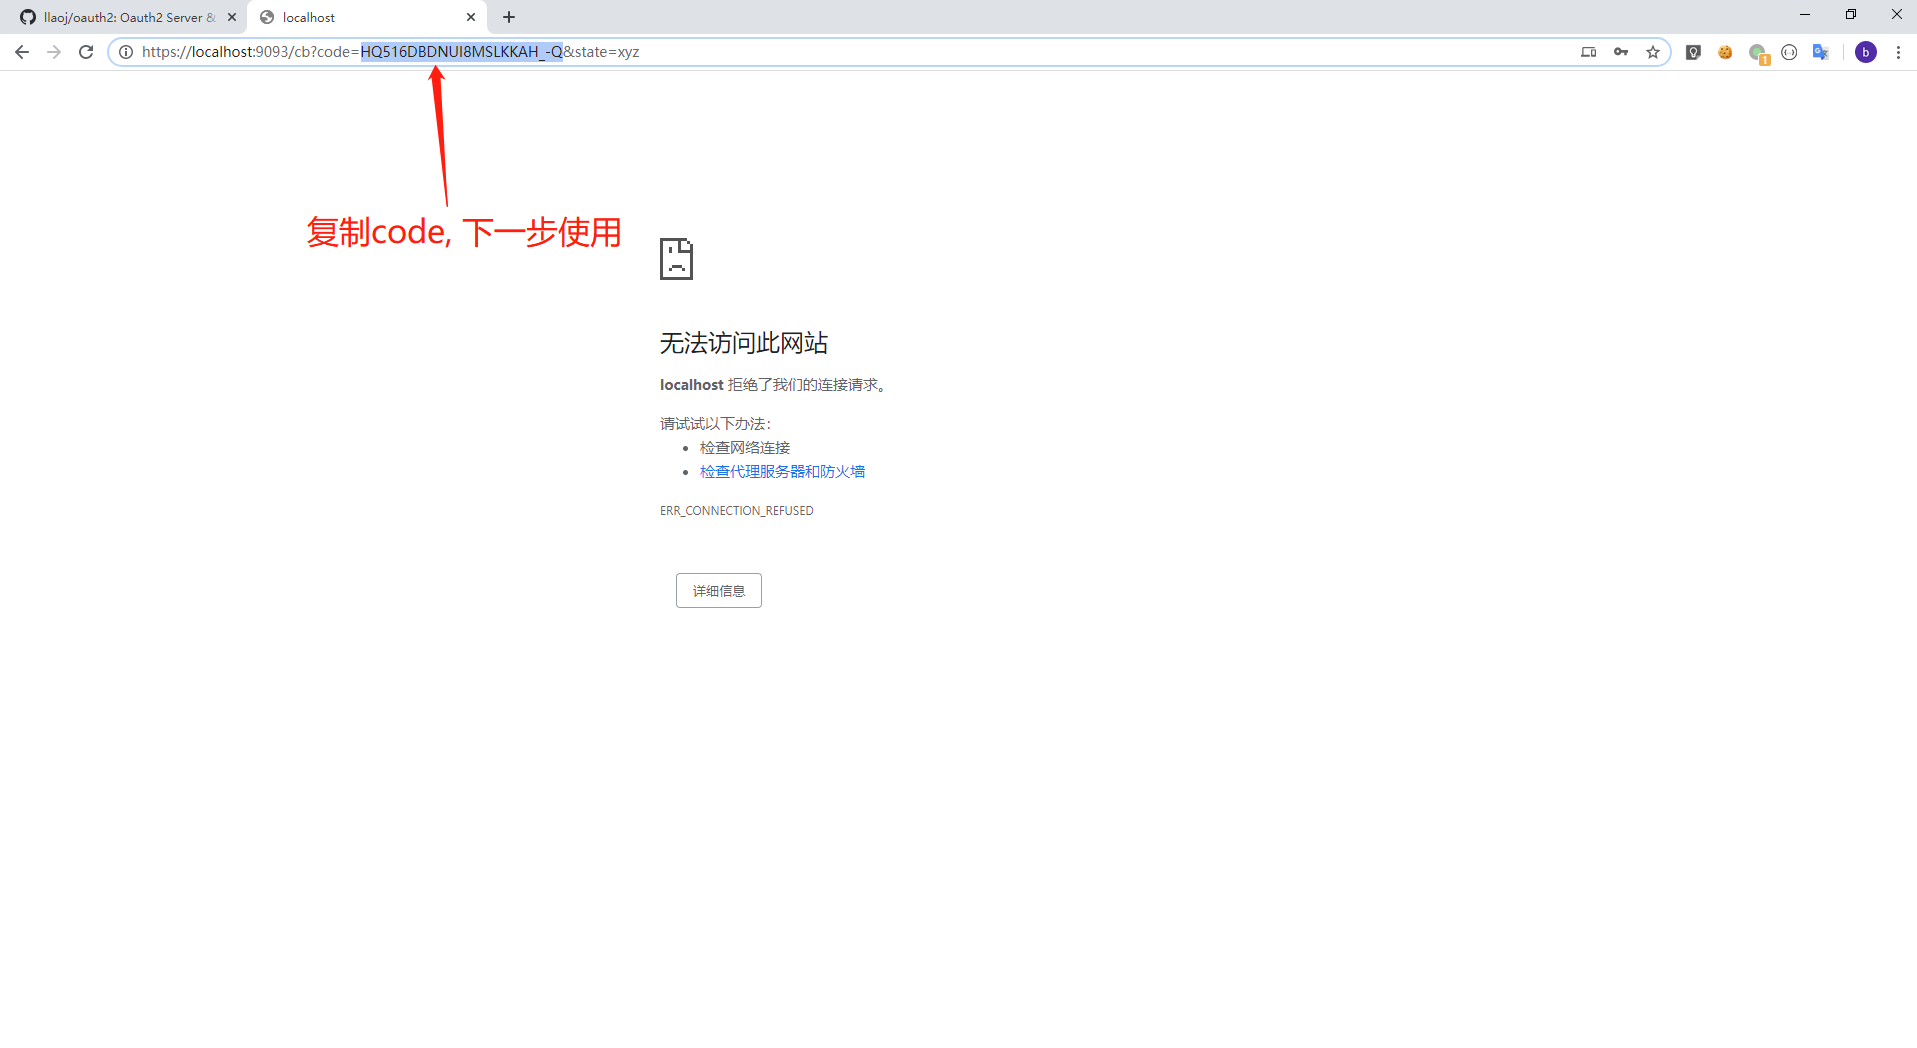 llaoj/oauth2: Oauth2 Server &
localhost
https://localhost:9093/cb?code=HQ516DBDNUI8MSLKKAH_-Q&state=xyz
1
b
复制code, 下一步使用
无法访问此网站
localhost 拒绝了我们的连接请求。
请试试以下办法：
检查网络连接
检查代理服务器和防火墙
ERR_CONNECTION_REFUSED
详细信息